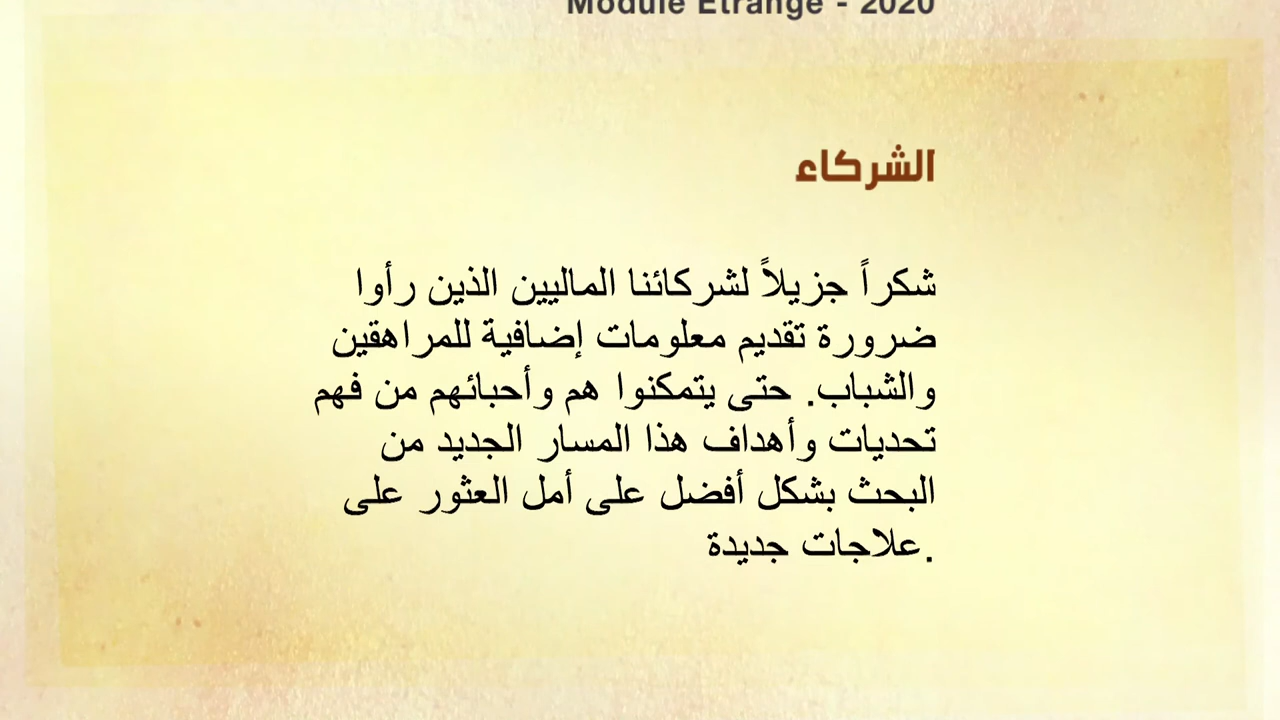 Module Etrange - 2020
الشركاء
شكراً جزيلاً لشركائنا الماليين الذين رأوا
ضرورة تقديم معلومات إضافية للمراهقين
والشباب. حتى يتمكنوا هم وأحبائهم من فهم
تحديات وأهداف هذا المسار الجديد من
البحث بشكل أفضل على أمل العثور على
.علاجات جديدة